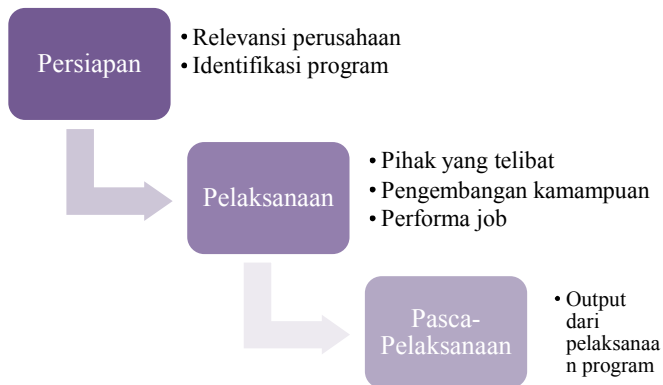 Persiapan
• Relevansi perusahaan
• Identifikasi program
Pelaksanaan
• Pihak yang telibat
• Pengembangan kamampuan
• Performa job
Pasca-
Pelaksanaan
• Output
dari
pelaksanaa
n program